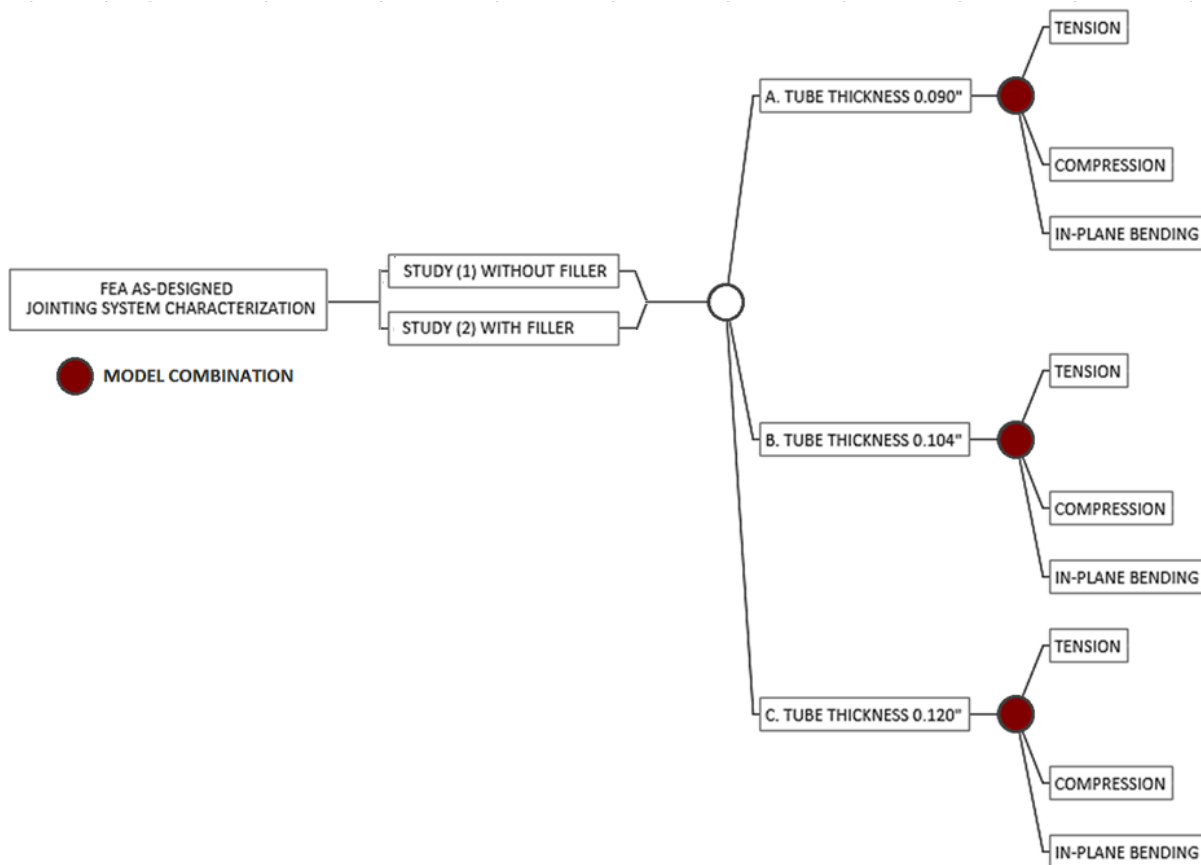 FEA AS-DESIGNED
JOINTING SYSTEM CHARACTERIZATION
MODEL COMBINATION
STUDY (1) WITHOUT FILLER
STUDY (2) WITH FILLER
A. TUBE THICKNESS 0.090"
TENSION
COMPRESSION
IN-PLANE BENDING
B. TUBE THICKNESS 0.104"
TENSION
COMPRESSION
IN-PLANE BENDING
C. TUBE THICKNESS 0.120"
TENSION
COMPRESSION
IN-PLANE BENDING